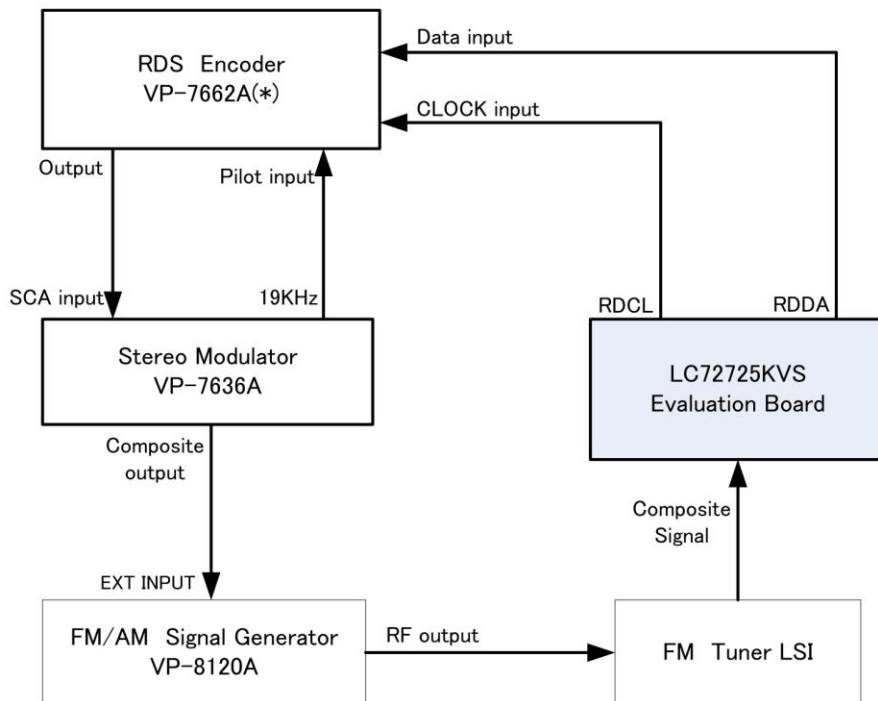 RDS Encoder
VP-7662A(*)
Data input
CLOCK input
Output
Pilot input
SCA input
19KHz
RDCL
RDDA
Stereo Modulator
VP-7636A
LC72725KVS
Evaluation Board
Composite
output
Composite
Signal
EXT INPUT
FM/AM Signal Generator
VP-8120A
RF output
FM Tuner LSI